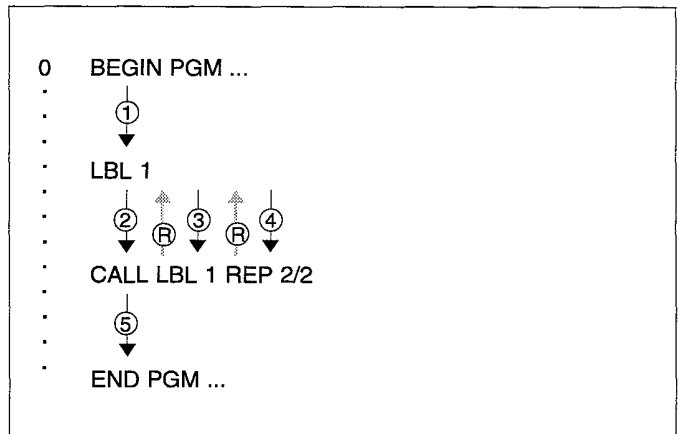 0 BEGIN PGM ...
1
LBL 1
2 R 3 R 4
CALL LBL 1 REP 2/2
5
END PGM ...